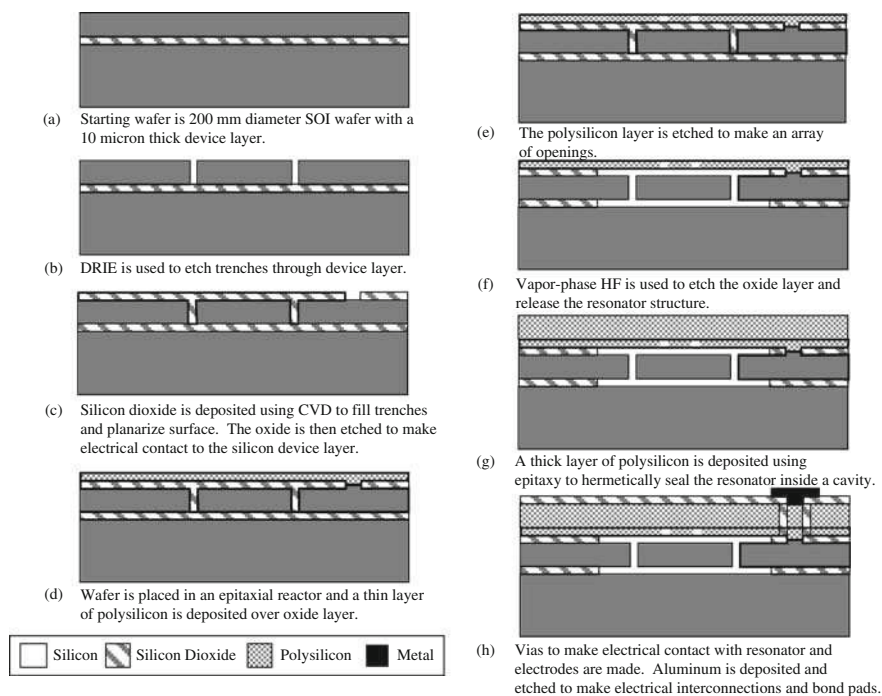 (a) Starting wafer is 200 mm diameter SOI wafer with a
10 micron thick device layer.
(b) DRIE is used to etch trenches through device layer.
(c) Silicon dioxide is deposited using CVD to fill trenches
and planarize surface. The oxide is then etched to make
electrical contact to the silicon device layer.
(d) Wafer is placed in an epitaxial reactor and a thin layer
of polysilicon is deposited over oxide layer.
Silicon Silicon Dioxide Polysilicon Metal
(e) The polysilicon layer is etched to make an array
of openings.
(f) Vapor-phase HF is used to etch the oxide layer and
release the resonator structure.
(g) A thick layer of polysilicon is deposited using
epitaxy to hermetically seal the resonator inside a cavity.
(h) Vias to make electrical contact with resonator and
electrodes are made. Aluminum is deposited and
etched to make electrical interconnections and bond pads.